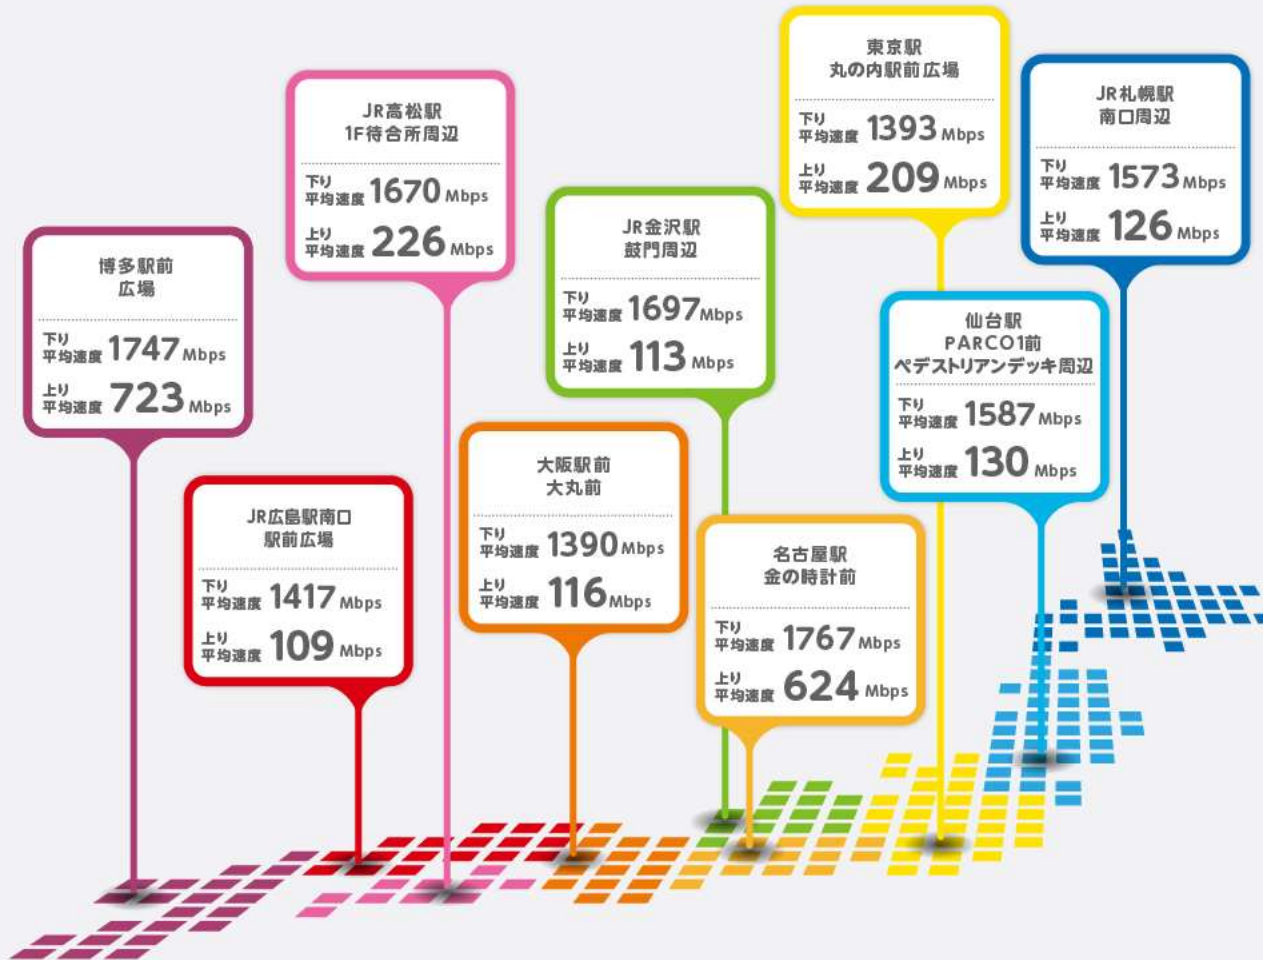 東京駅
丸の内駅前広場
下り
平均速度 1393 Mbps
上り
平均速度 209 Mbps
JR札幌駅
南口周辺
下り
平均速度 1573 Mbps
上り
平均速度 126 Mbps
JR高松駅
1F待合所周辺
下り
平均速度 1670 Mbps
上り
平均速度 226 Mbps
JR金沢駅
鼓門周辺
下り
平均速度 1697 Mbps
上り
平均速度 113 Mbps
博多駅前
広場
下り
平均速度 1747 Mbps
上り
平均速度 723 Mbps
仙台駅
PARCO1前
ペデストリアンデッキ周辺
下り
平均速度 1587 Mbps
上り
平均速度 130 Mbps
大阪駅前
大丸前
下り
平均速度 1390 Mbps
上り
平均速度 116 Mbps
JR広島駅南口
駅前広場
下り
平均速度 1417 Mbps
上り
平均速度 109 Mbps
名古屋駅
金の時計前
下り
平均速度 1767 Mbps
上り
平均速度 624 Mbps